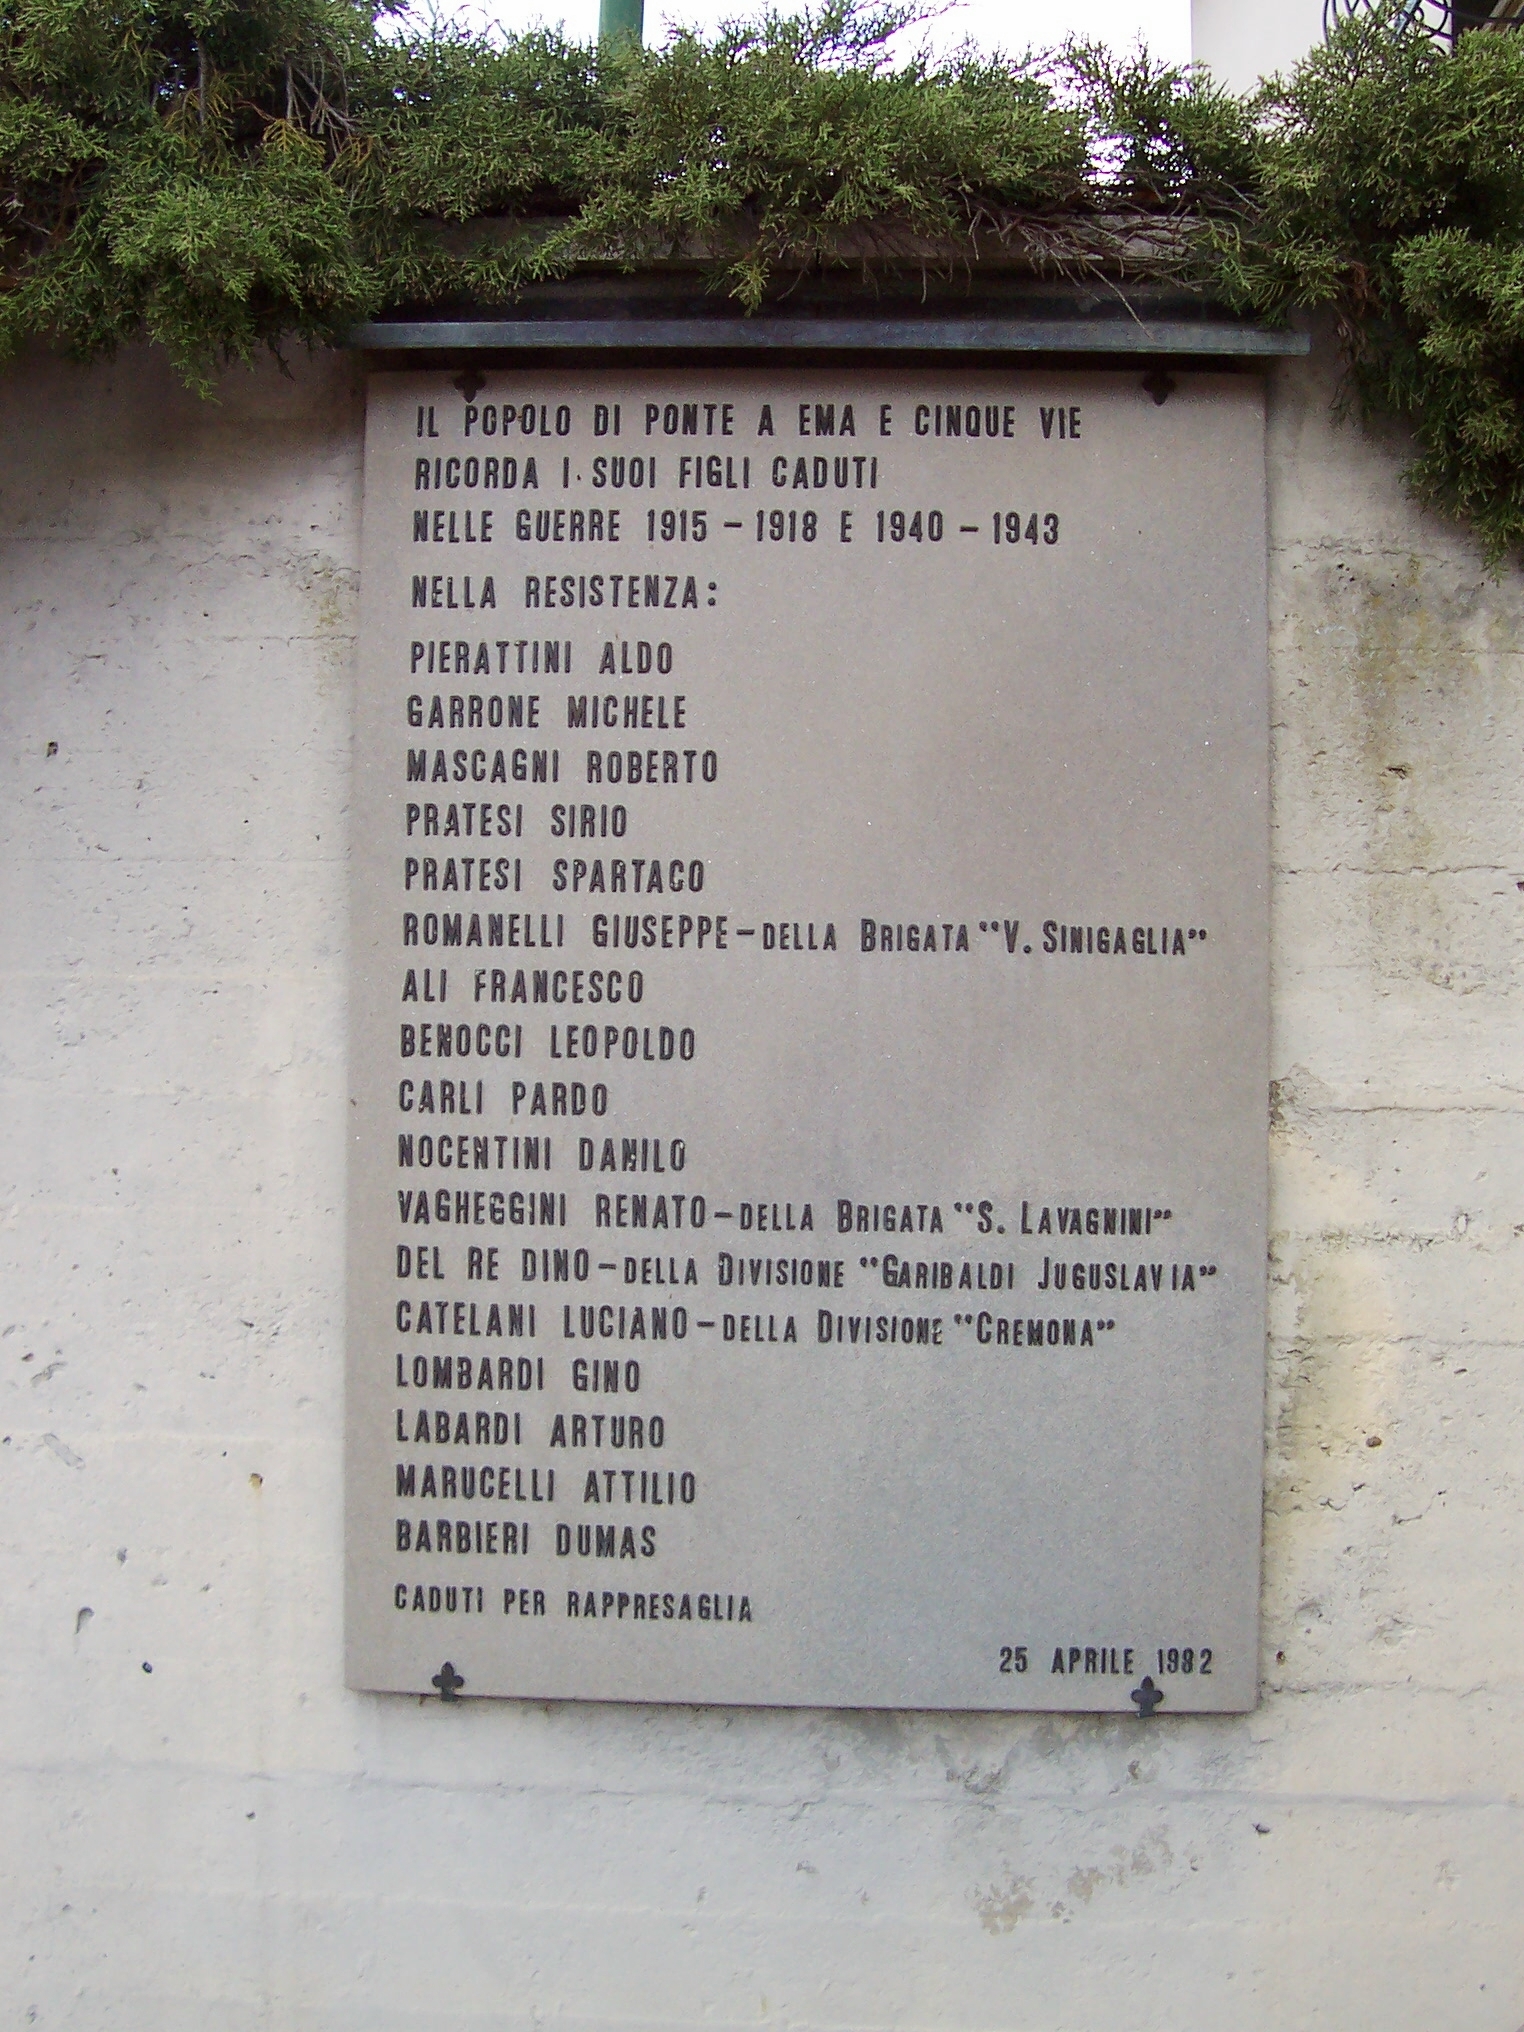 IL POPOLO DI PONTE A EMA E CINQUE VIE
RICORDA I SUOI FIGLI CADUTI
NELLE GUERRE 1915 - 1918 E 1940 - 1943
NELLA RESISTENZA:
PIERATTINI ALDO
GARRONE MICHELE
MASCAGNI ROBERTO
PRATESI SIRIO
PRATESI SPARTACO
ROMANELLI GIUSEPPE - DELLA BRIGATA "V. SINIGAGLIA"
ALI FRANCESCO
BENOCCI LEOPOLDO
CARLI PARDO
NOCENTINI DANILO
VAGHEGGINI RENATO - DELLA BRIGATA "S. LAVAGNINI"
DEL RE DINO - DELLA DIVISIONE "GARIBALDI JUGUSLAVIA"
CATELANI LUCIANO - DELLA DIVISIONE "CREMONA"
LOMBARDI GINO
LABARDI ARTURO
MARUCELLI ATTILIO
BARBIERI DUMAS
CADUTI PER RAPPRESAGLIA
25 APRILE 1982